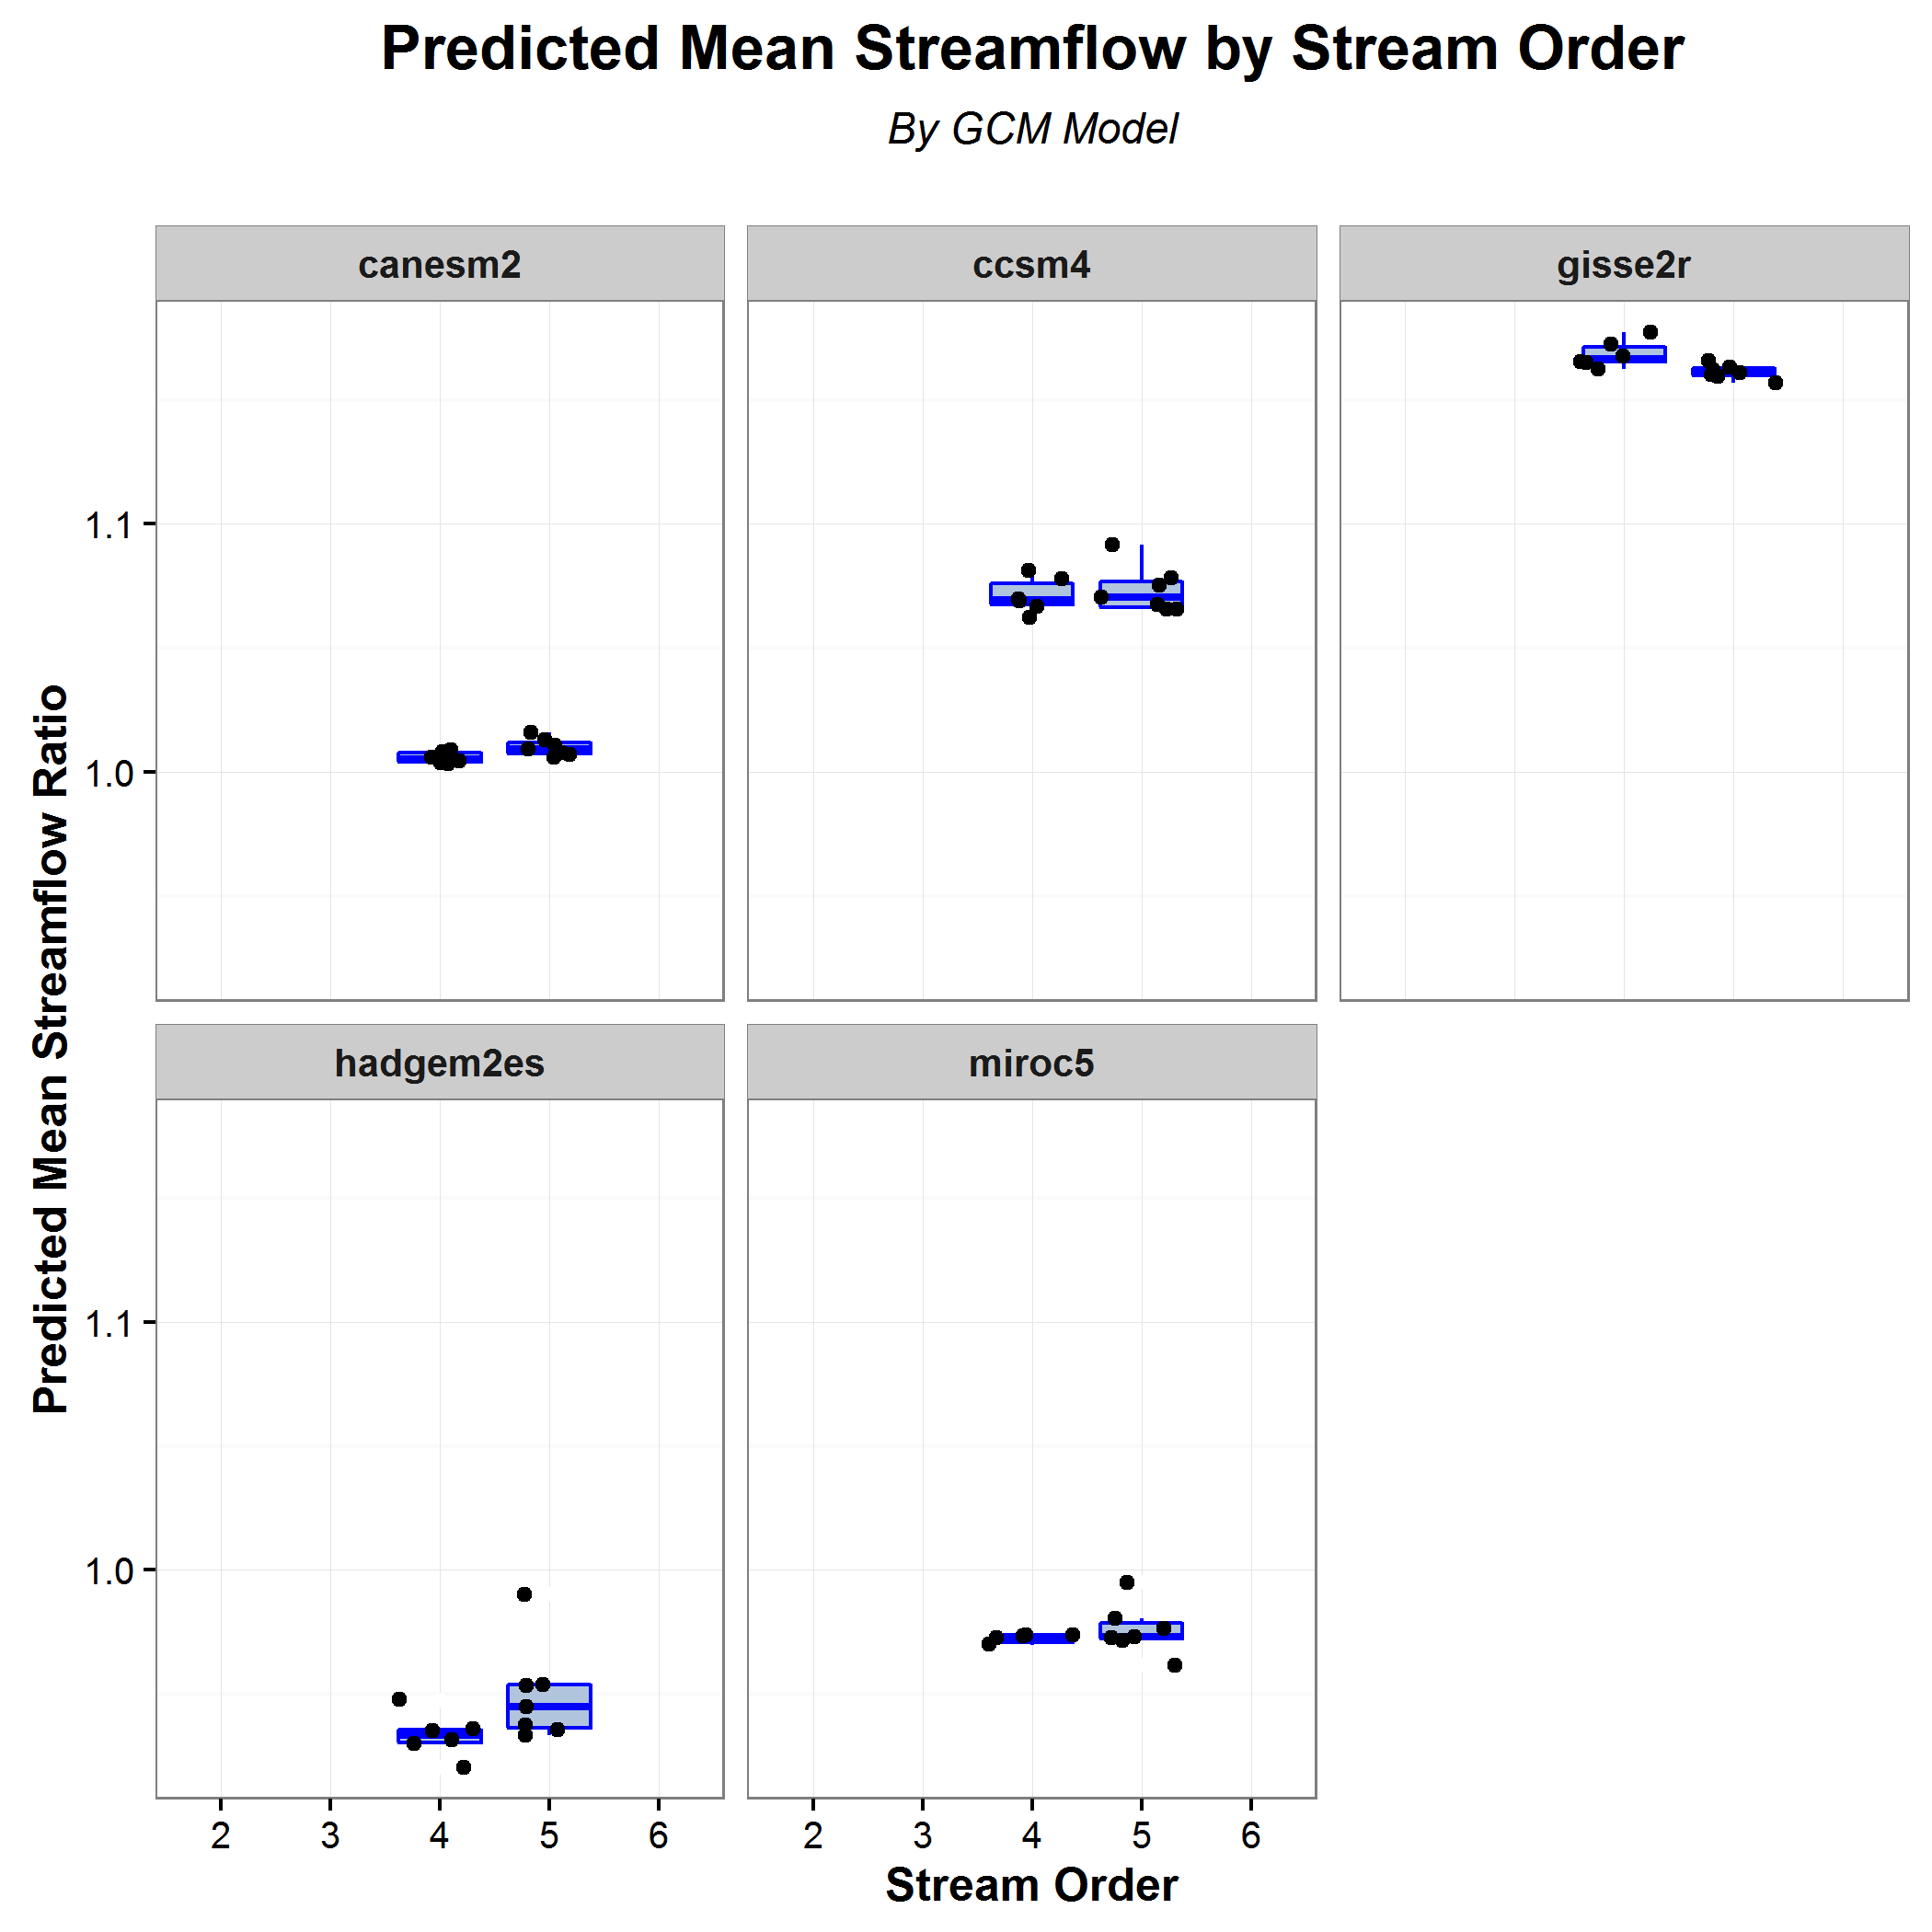 Predicted Mean Streamflow by Stream Order
By GCM Model
canesm2
ccsm4
gisse2r
1.1
1.0
Predicted Mean Streamflow Ratio
hadgem2es
miroc5
1.1
1.0
2 3 4 5 6
2 3 4 5 6
Stream Order